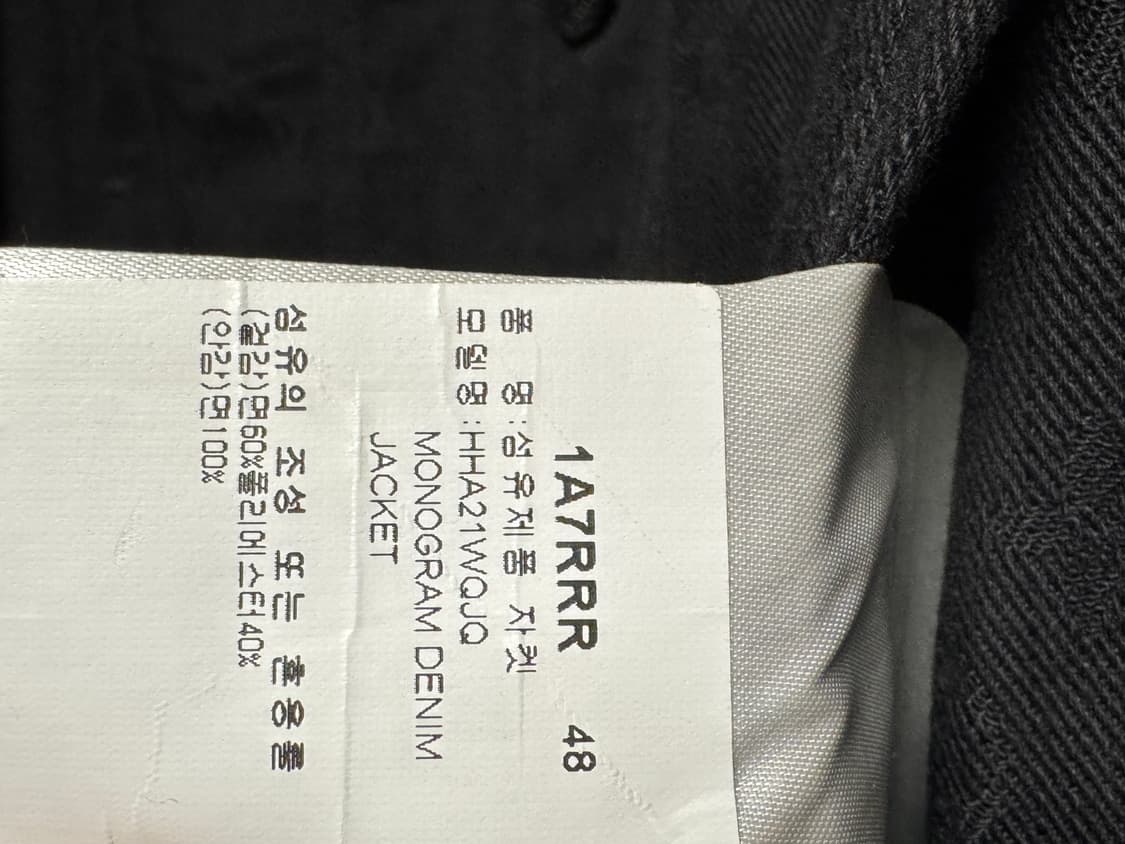 1A7RRR 48
품 명:섬유제품 자켓
모델명:HHA21WQJQ
MONOGRAM DENIM
JACKET
섬유의 조성 또는 혼용률
(겉감)면60%폴리에스터40%
(안감)면100%